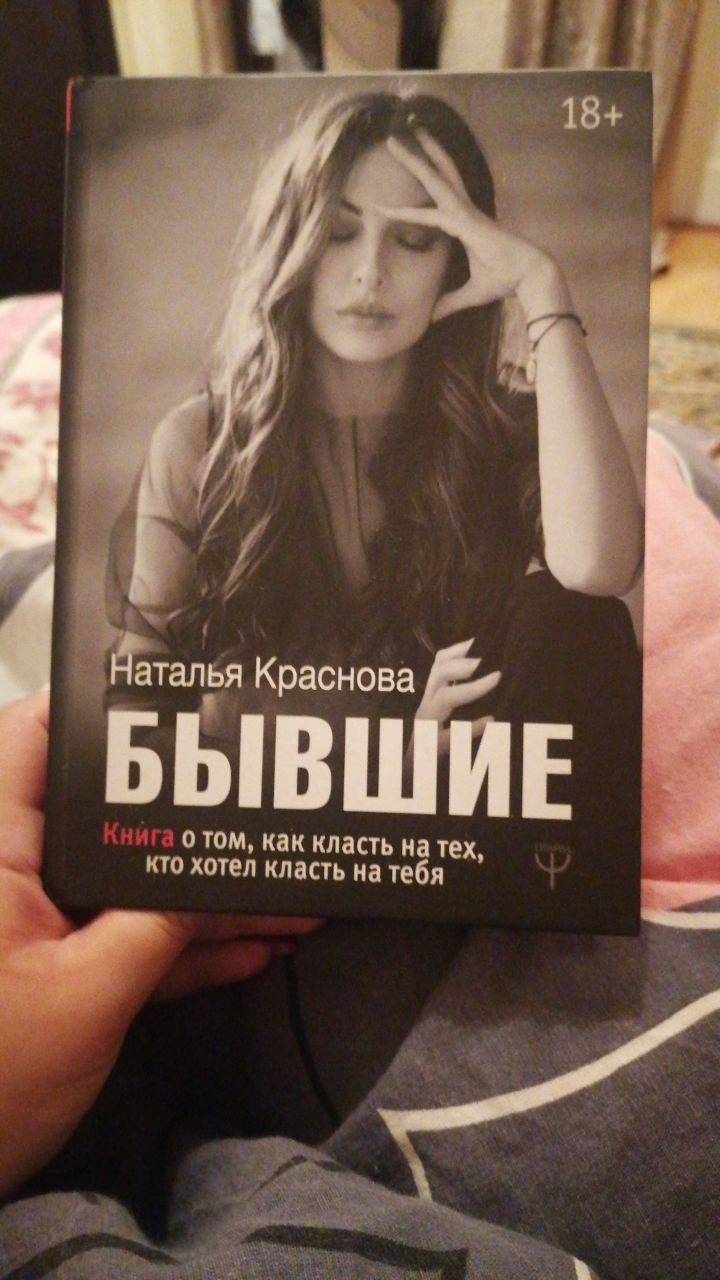 18+
Наталья Краснова
БЫВШИЕ
Книга о том, как класть на тех,
кто хотел класть на тебя